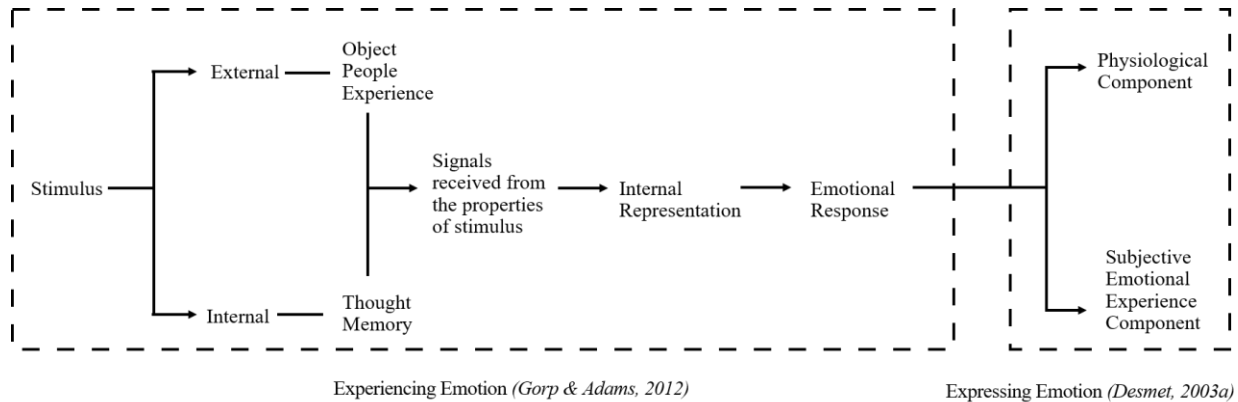 Stimulus
External
Object
People
Experience
Internal
Thought
Memory
Signals
received from
the properties
of stimulus
Internal
Representation
Emotional
Response
Physiological
Component
Subjective
Emotional
Experience
Component
Experiencing Emotion (Gorp & Adams, 2012)
Expressing Emotion (Desmet, 2003a)